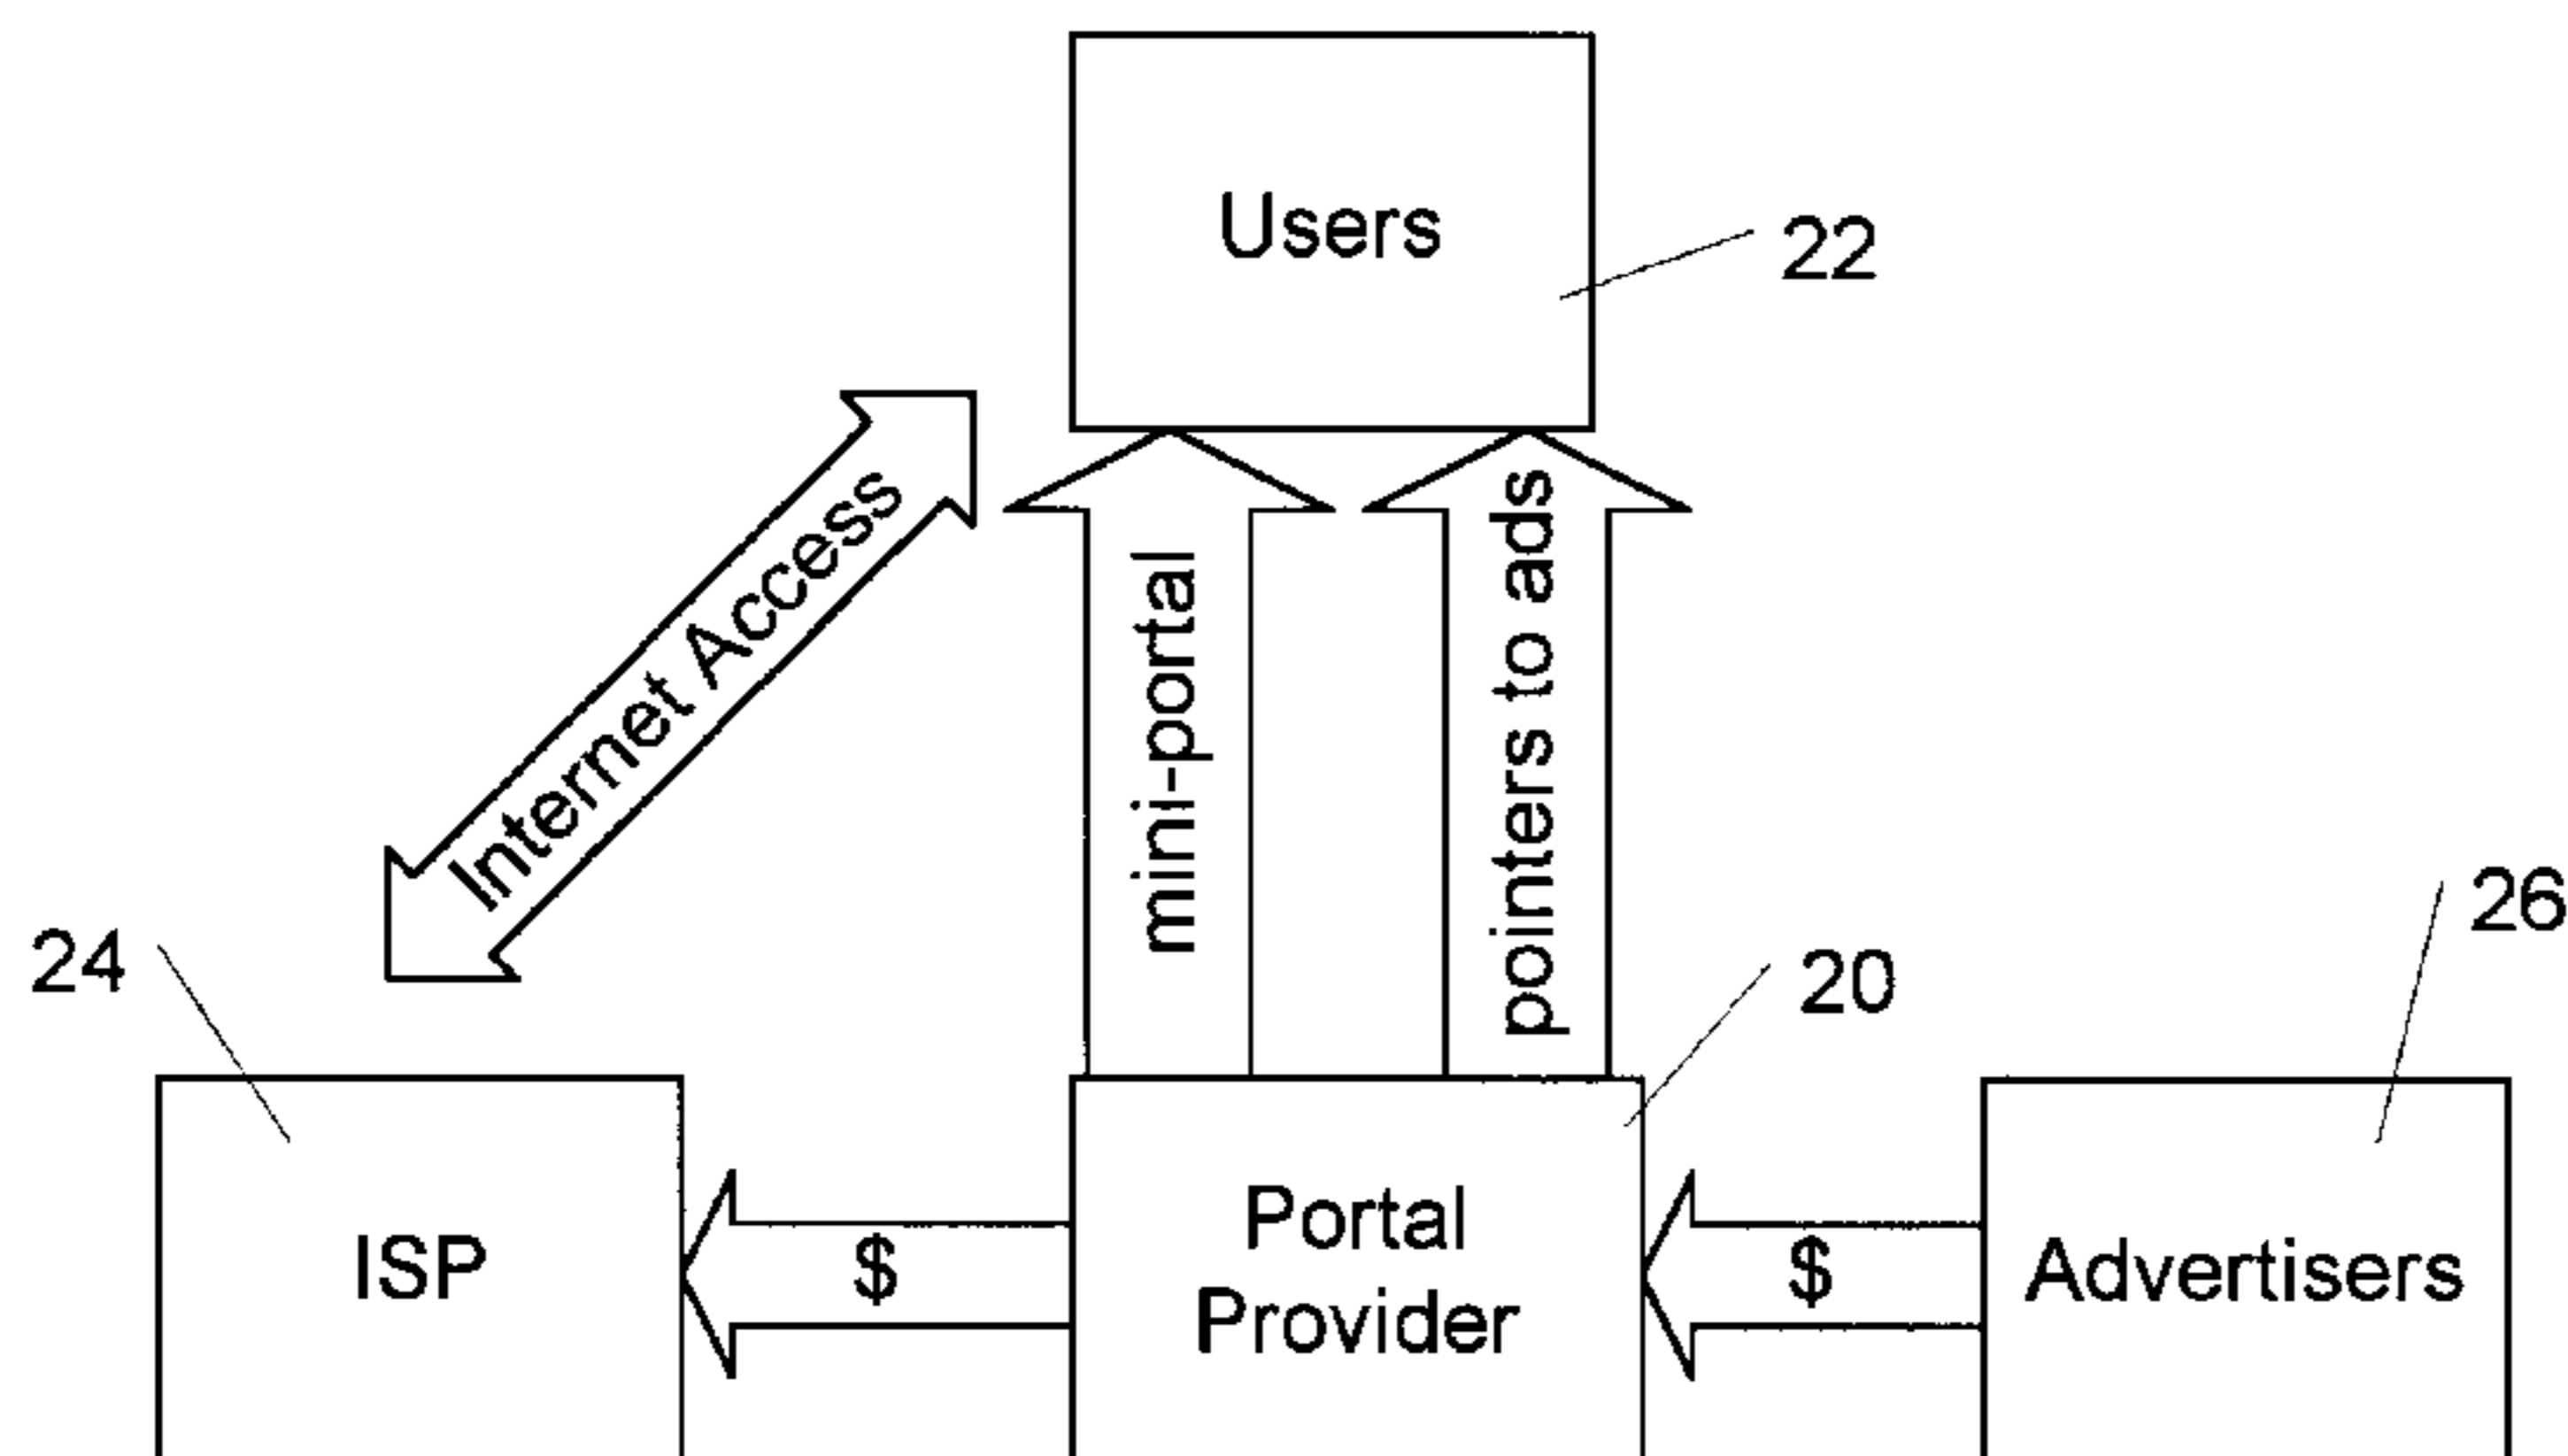 Users
22
Internet Access
mini-portal
pointers to ads
24
20
26
ISP
$
Portal
Provider
$
Advertisers